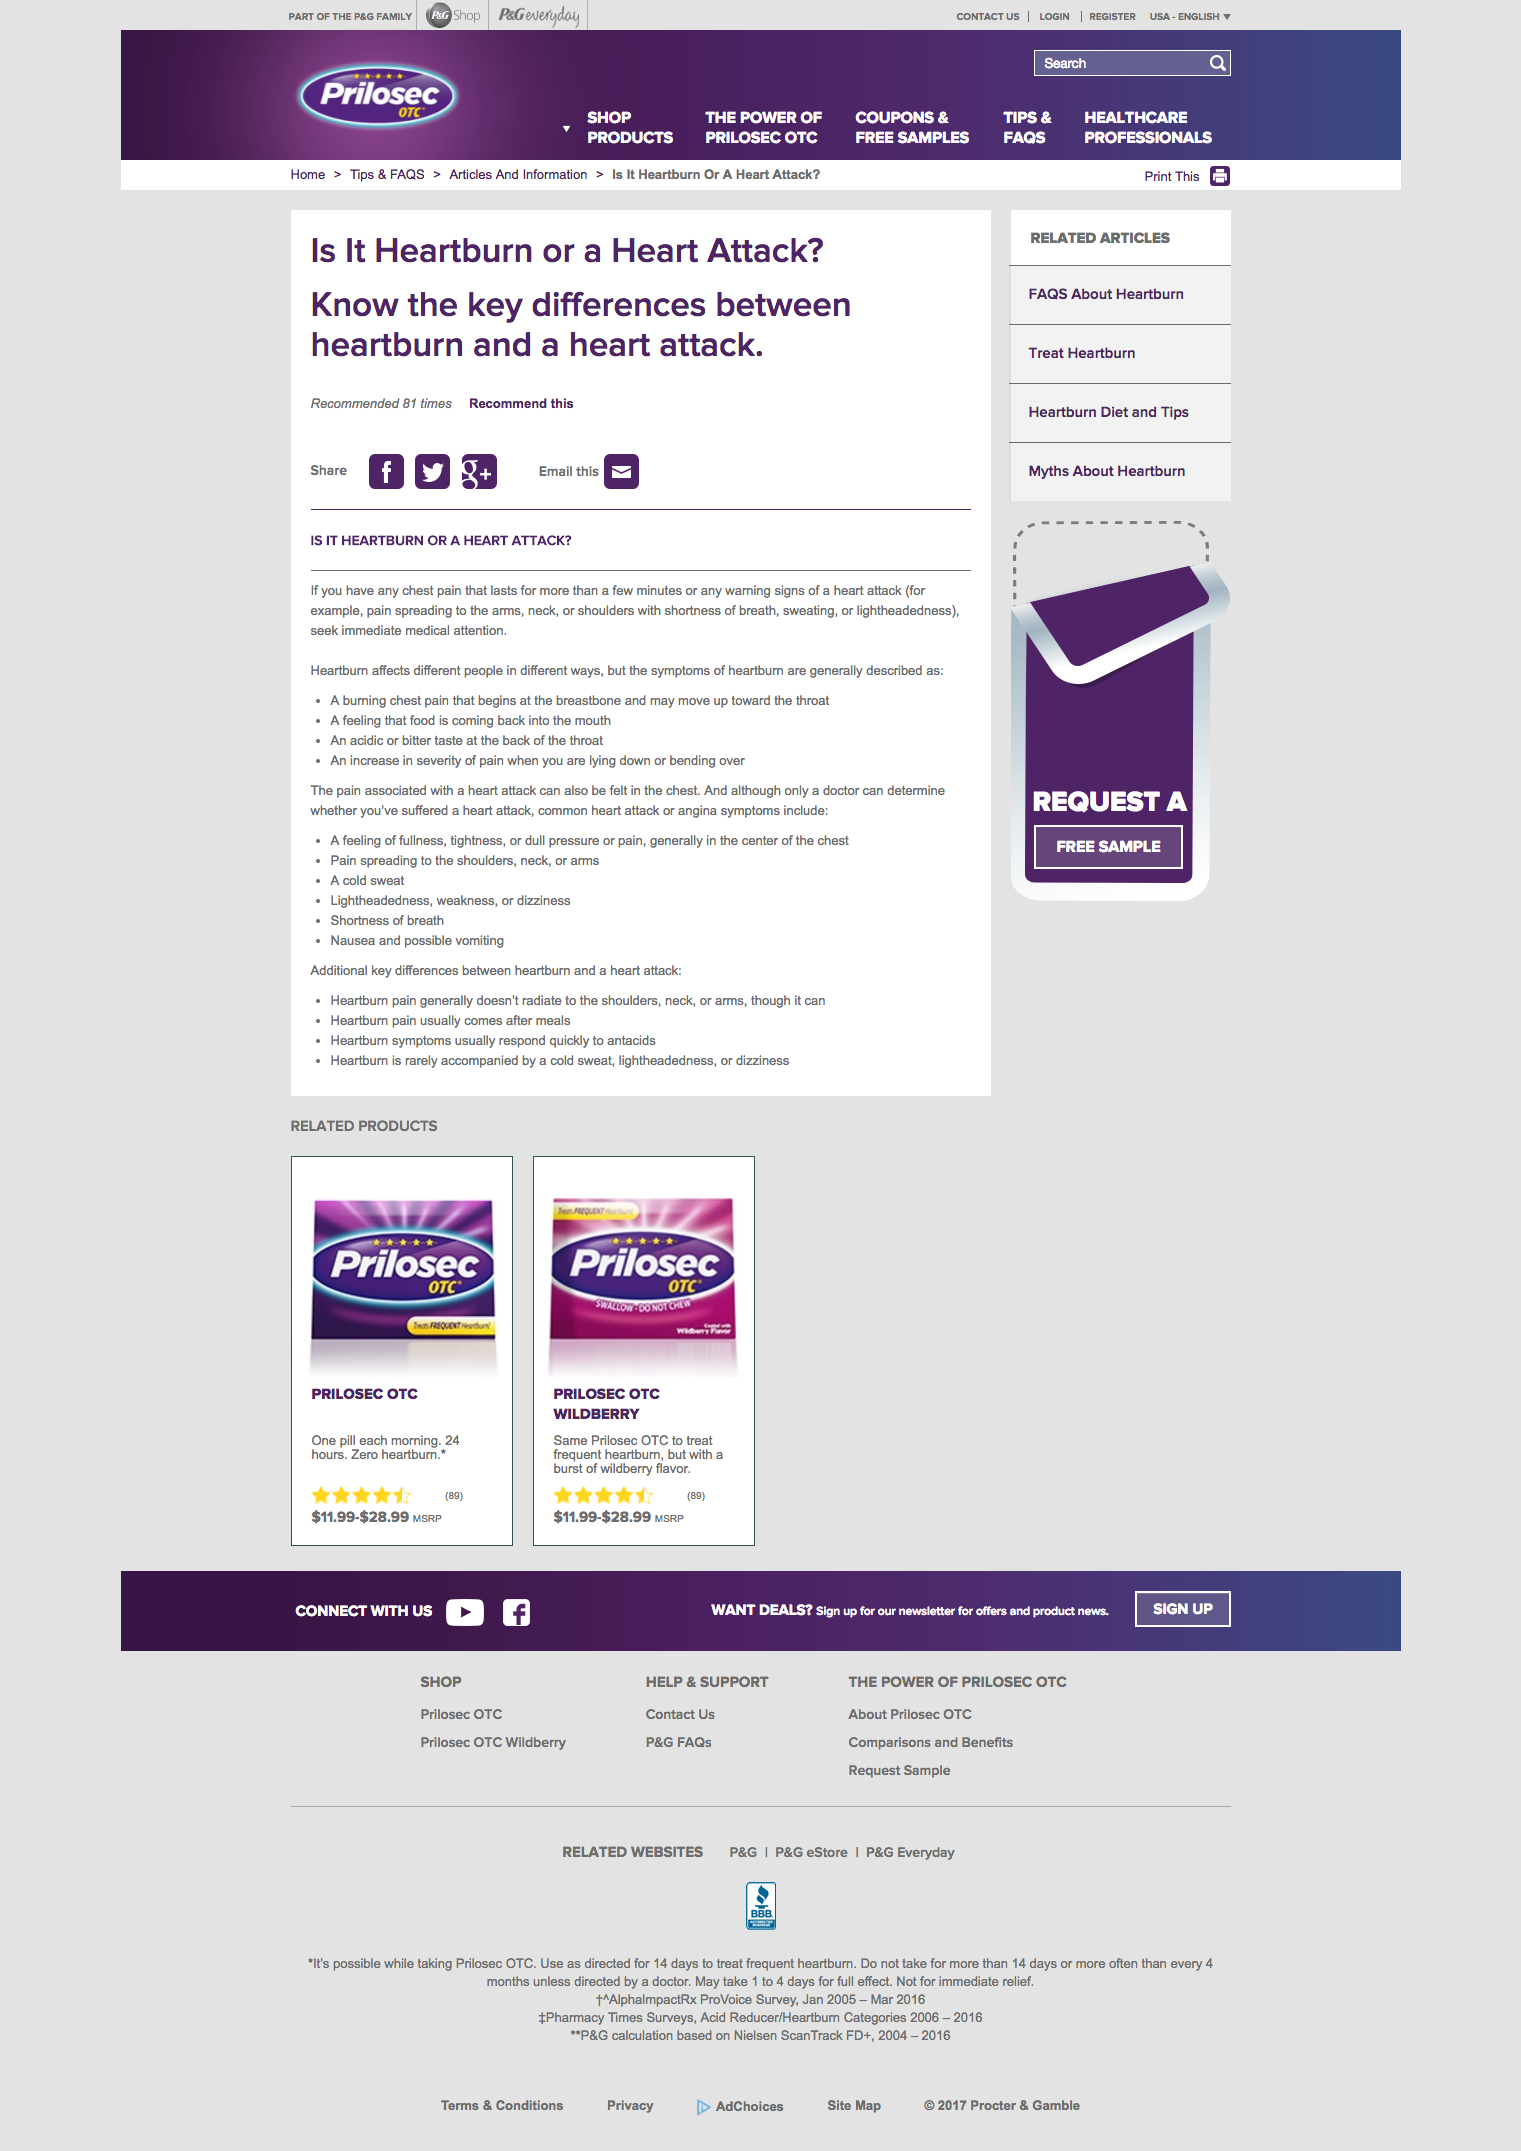 PART OF THE P&G FAMILY
P&G Shop
P&G everyday
CONTACT US | LOGIN | REGISTER USA - ENGLISH
Prilosec
OTC
Search
SHOP PRODUCTS
THE POWER OF PRILOSEC OTC
COUPONS & FREE SAMPLES
TIPS & FAQS
HEALTHCARE PROFESSIONALS
Home > Tips & FAQS > Articles And Information > Is It Heartburn Or A Heart Attack?
Print This
Is It Heartburn or a Heart Attack?
Know the key differences between
heartburn and a heart attack.
Recommended 81 times Recommend this
Share
Email this
IS IT HEARTBURN OR A HEART ATTACK?
If you have any chest pain that lasts for more than a few minutes or any warning signs of a heart attack (for
example, pain spreading to the arms, neck, or shoulders with shortness of breath, sweating, or lightheadedness),
seek immediate medical attention.
Heartburn affects different people in different ways, but the symptoms of heartburn are generally described as:
• A burning chest pain that begins at the breastbone and may move up toward the throat
• A feeling that food is coming back into the mouth
• An acidic or bitter taste at the back of the throat
• An increase in severity of pain when you are lying down or bending over
The pain associated with a heart attack can also be felt in the chest. And although only a doctor can determine
whether you've suffered a heart attack, common heart attack or angina symptoms include:
• A feeling of fullness, tightness, or dull pressure or pain, generally in the center of the chest
• Pain spreading to the shoulders, neck, or arms
• A cold sweat
• Lightheadedness, weakness, or dizziness
• Shortness of breath
• Nausea and possible vomiting
Additional key differences between heartburn and a heart attack:
• Heartburn pain generally doesn't radiate to the shoulders, neck, or arms, though it can
• Heartburn pain usually comes after meals
• Heartburn symptoms usually respond quickly to antacids
• Heartburn is rarely accompanied by a cold sweat, lightheadedness, or dizziness
RELATED ARTICLES
FAQS About Heartburn
Treat Heartburn
Heartburn Diet and Tips
Myths About Heartburn
REQUEST A
FREE SAMPLE
RELATED PRODUCTS
Prilosec
OTC
Treats FREQUENT Heartburn!
PRILOSEC OTC
One pill each morning. 24
hours. Zero heartburn.*
(89)
$11.99-$28.99 MSRP
Treats FREQUENT Heartburn!
Prilosec
OTC
SWALLOW - DO NOT CHEW
Coated with
Wildberry Flavor
PRILOSEC OTC
WILDBERRY
Same Prilosec OTC to treat
frequent heartburn, but with a
burst of wildberry flavor.
(89)
$11.99-$28.99 MSRP
CONNECT WITH US
WANT DEALS? Sign up for our newsletter for offers and product news.
SIGN UP
SHOP
Prilosec OTC
Prilosec OTC Wildberry
HELP & SUPPORT
Contact Us
P&G FAQs
THE POWER OF PRILOSEC OTC
About Prilosec OTC
Comparisons and Benefits
Request Sample
RELATED WEBSITES P&G | P&G eStore | P&G Everyday
BBB
ACCREDITED
BUSINESS
*It's possible while taking Prilosec OTC. Use as directed for 14 days to treat frequent heartburn. Do not take for more than 14 days or more often than every 4
months unless directed by a doctor. May take 1 to 4 days for full effect. Not for immediate relief.
†^AlphaImpactRx ProVoice Survey, Jan 2005 – Mar 2016
‡Pharmacy Times Surveys, Acid Reducer/Heartburn Categories 2006 – 2016
**P&G calculation based on Nielsen ScanTrack FD+, 2004 – 2016
Terms & Conditions Privacy AdChoices Site Map © 2017 Procter & Gamble